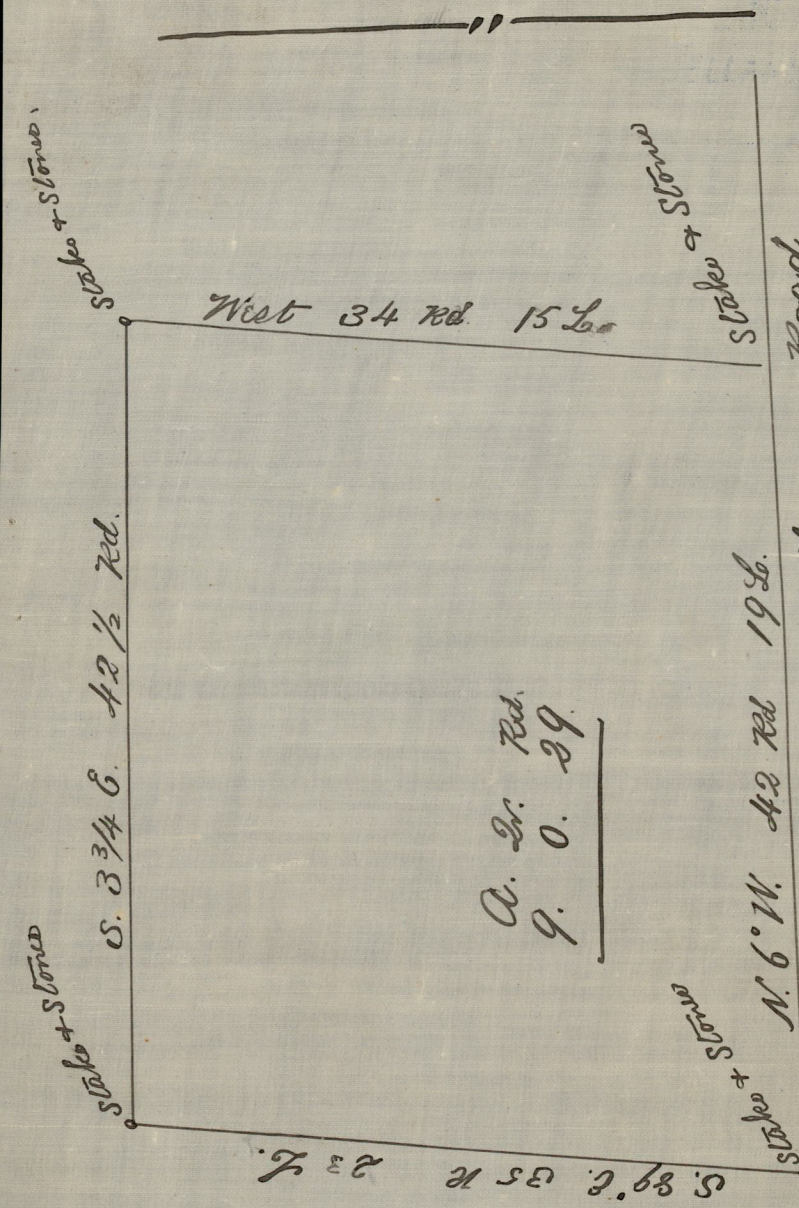 Stake & Stones.
West 34 Rd 15 L.
Stake & Stones
S. 3 3/4 E. 42 1/2 Rd.
A. Qr. Rd.
9. 0. 29.
N. 6° W. 42 Rd 19 L.
Stake & Stones
Stake & Stones
S. 89° E. 35 R 23 L.